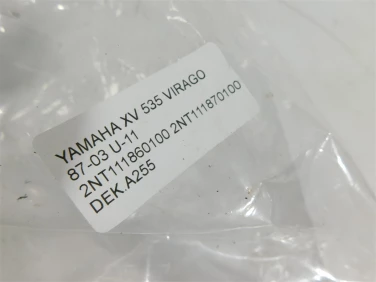 YAMAHA XV 535 VIRAGO
87-03 U-11
2NT111860100 2NT111870100
DEK.A255